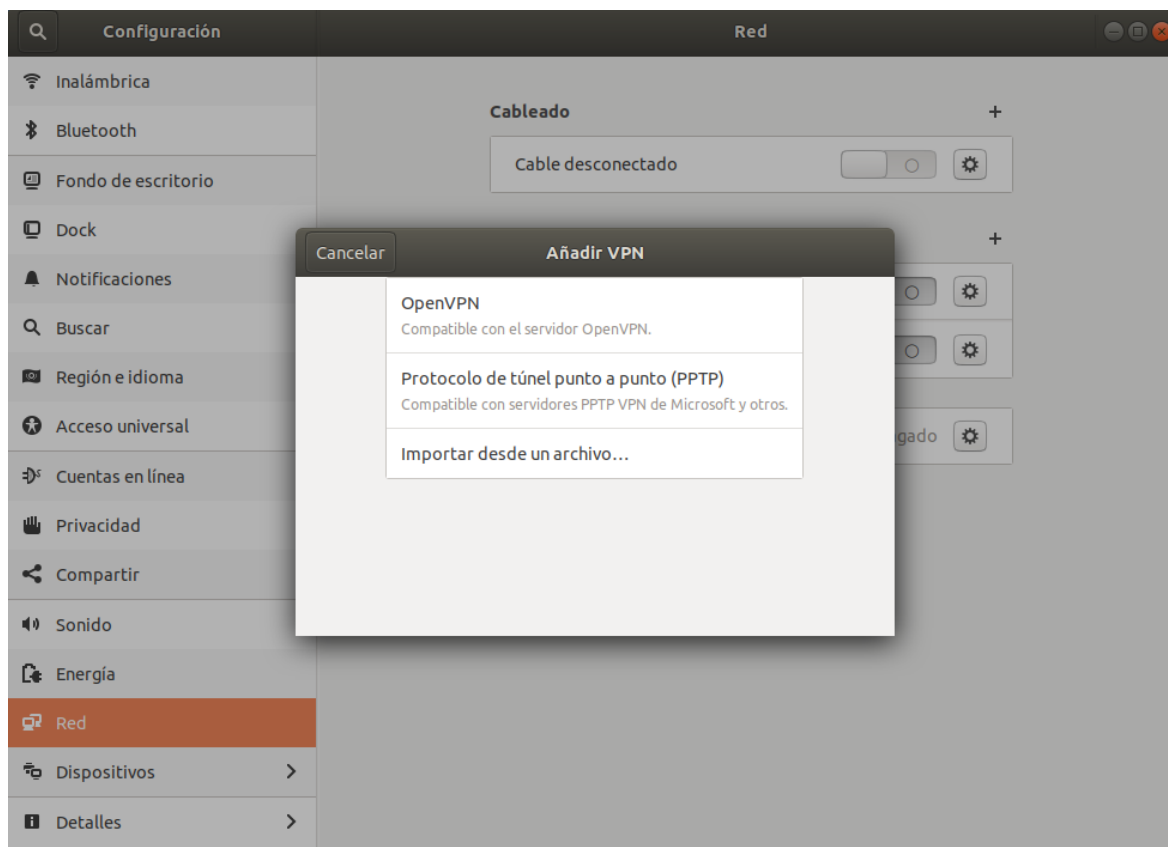 Configuración
Red
Inalámbrica
Bluetooth
Fondo de escritorio
Dock
Notificaciones
Buscar
Región e idioma
Acceso universal
Cuentas en línea
Privacidad
Compartir
Sonido
Energía
Red
Dispositivos
Detalles
Cableado
Cable desconectado
Cancelar
Añadir VPN
OpenVPN
Compatible con el servidor OpenVPN.
Protocolo de túnel punto a punto (PPTP)
Compatible con servidores PPTP VPN de Microsoft y otros.
Importar desde un archivo...
gado